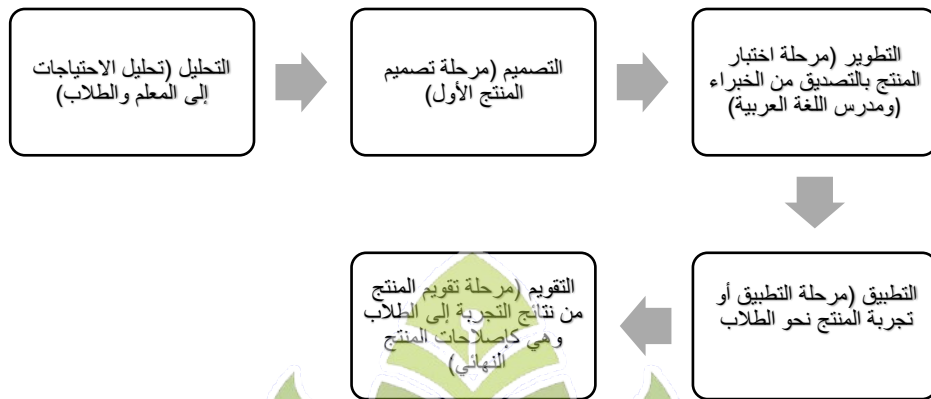 التحليل (تحليل الاحتياجات
إلى المعلم والطلاب)
التصميم (مرحلة تصميم
المنتج الأول)
التطوير (مرحلة اختبار
المنتج بالتصديق من الخبراء
ومدرس اللغة العربية)
التطبيق (مرحلة التطبيق أو
تجربة المنتج نحو الطلاب
التقويم (مرحلة تقويم المنتج
من نتائج التجربة إلى الطلاب
وهي كإصلاحات المنتج
النهائي)